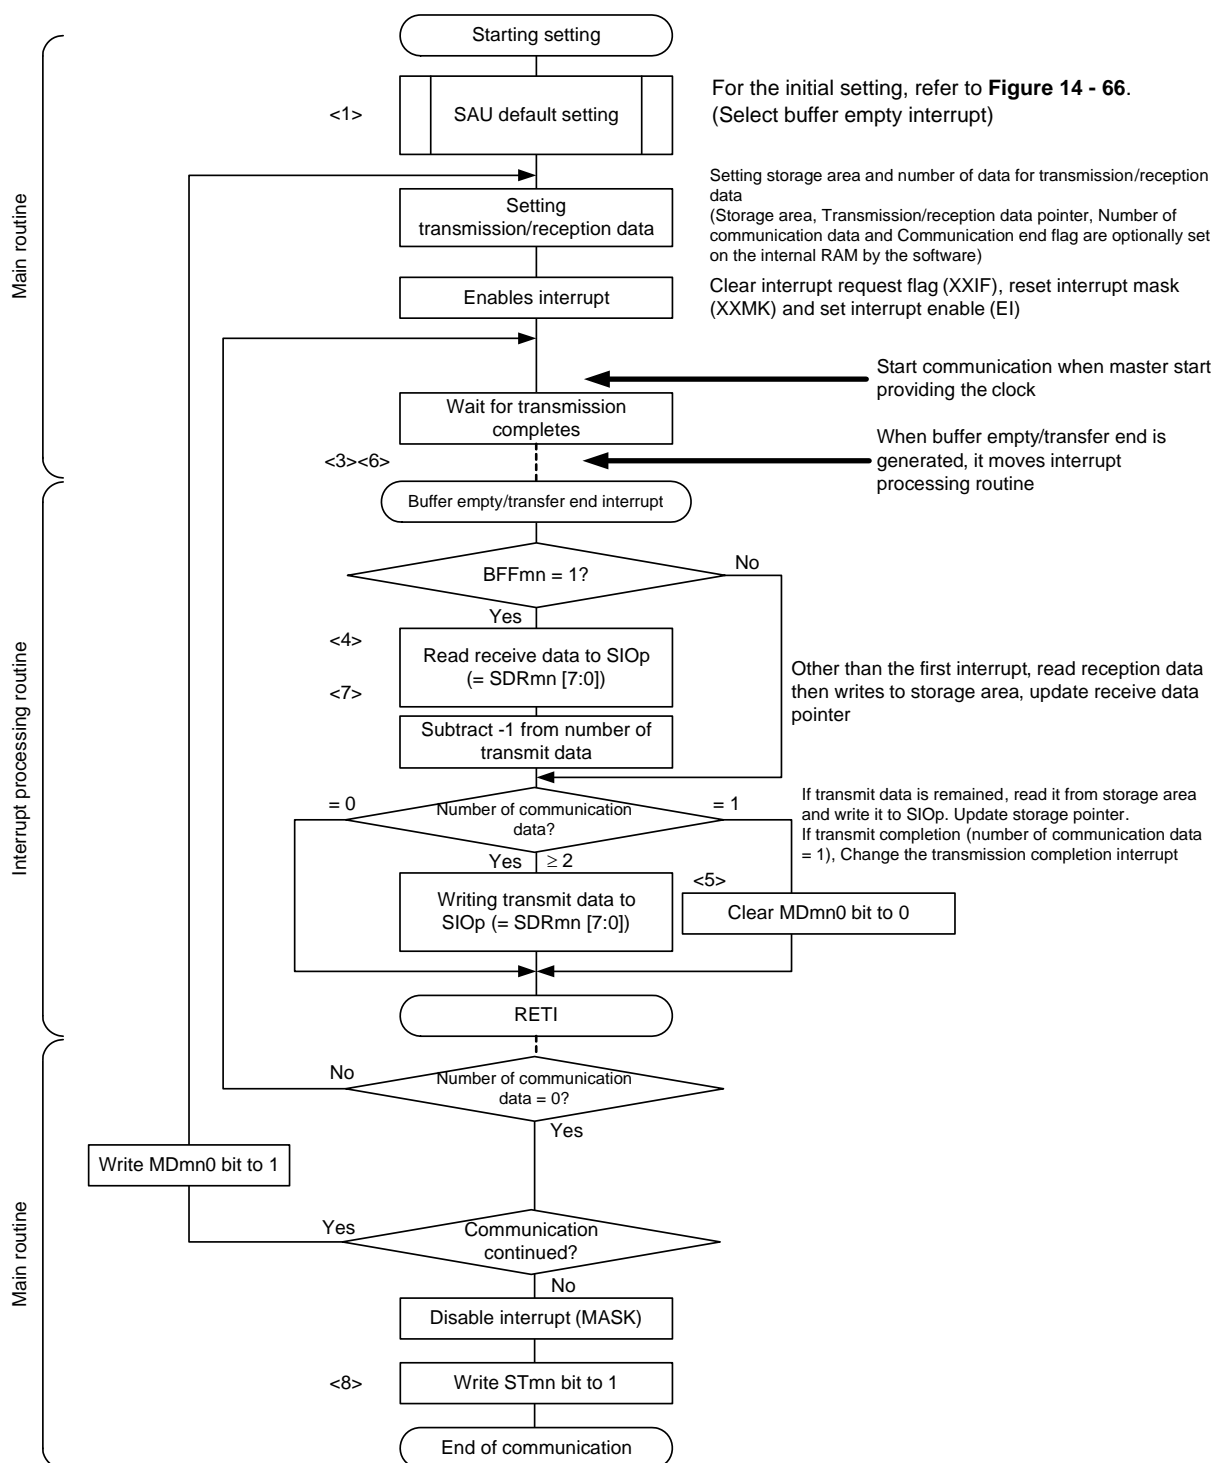 Starting setting
<1>
SAU default setting
For the initial setting, refer to Figure 14 - 66.
(Select buffer empty interrupt)
Main routine
Setting
transmission/reception data
Setting storage area and number of data for transmission/reception
data
(Storage area, Transmission/reception data pointer, Number of
communication data and Communication end flag are optionally set
on the internal RAM by the software)
Enables interrupt
Clear interrupt request flag (XXIF), reset interrupt mask
(XXMK) and set interrupt enable (EI)
Start communication when master start
providing the clock
Wait for transmission
completes
<3><6>
When buffer empty/transfer end is
generated, it moves interrupt
processing routine
Buffer empty/transfer end interrupt
Interrupt processing routine
BFFmn = 1?
No
Yes
<4>
Read receive data to SIOp
(= SDRmn [7:0])
<7>
Other than the first interrupt, read reception data
then writes to storage area, update receive data
pointer
Subtract -1 from number of
transmit data
= 0
Number of communication
data?
= 1
If transmit data is remained, read it from storage area
and write it to SIOp. Update storage pointer.
If transmit completion (number of communication data
= 1), Change the transmission completion interrupt
Yes ≥ 2
Writing transmit data to
SIOp (= SDRmn [7:0])
<5>
Clear MDmn0 bit to 0
RETI
No
Number of communication
data = 0?
Yes
Write MDmn0 bit to 1
Main routine
Yes
Communication
continued?
No
Disable interrupt (MASK)
<8>
Write STmn bit to 1
End of communication